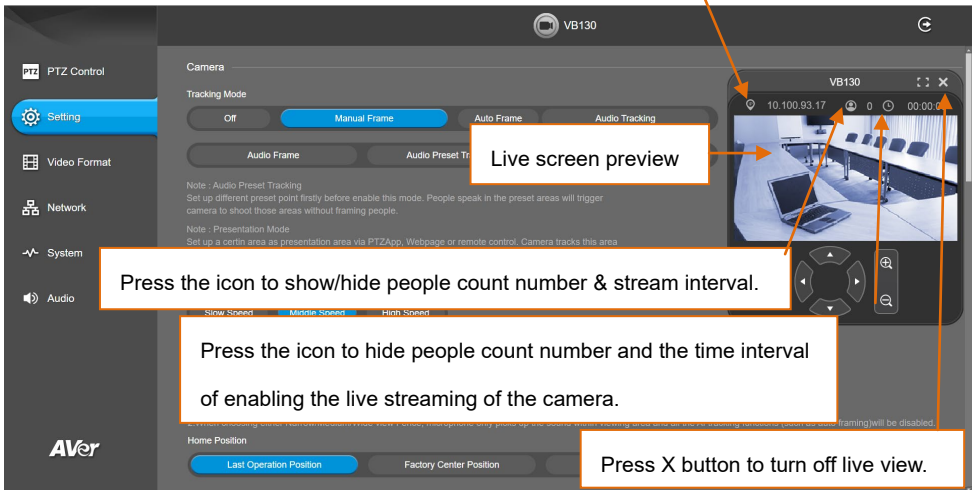 VB130
PTZ PTZ Control
Setting
Video Format
Network
System
Audio
AVer
Camera
Tracking Mode
Off Manual Frame Auto Frame Audio Tracking
Audio Frame Audio Preset
Note : Audio Preset Tracking
Set up different preset point firstly before enable this mode. People speak in the preset areas will trigger
camera to shoot those areas without framing people.
Note : Presentation Mode
Set up a certin area as presentation area via PTZApp, Webpage or remote control. Camera tracks this area
VB130
10.100.93.17 0 00:00:0
Live screen preview
Press the icon to show/hide people count number & stream interval.
Slow Speed Middle Speed High Speed
Press the icon to hide people count number and the time interval
of enabling the live streaming of the camera.
Home Position
Last Operation Position Factory Center Position
Press X button to turn off live view.